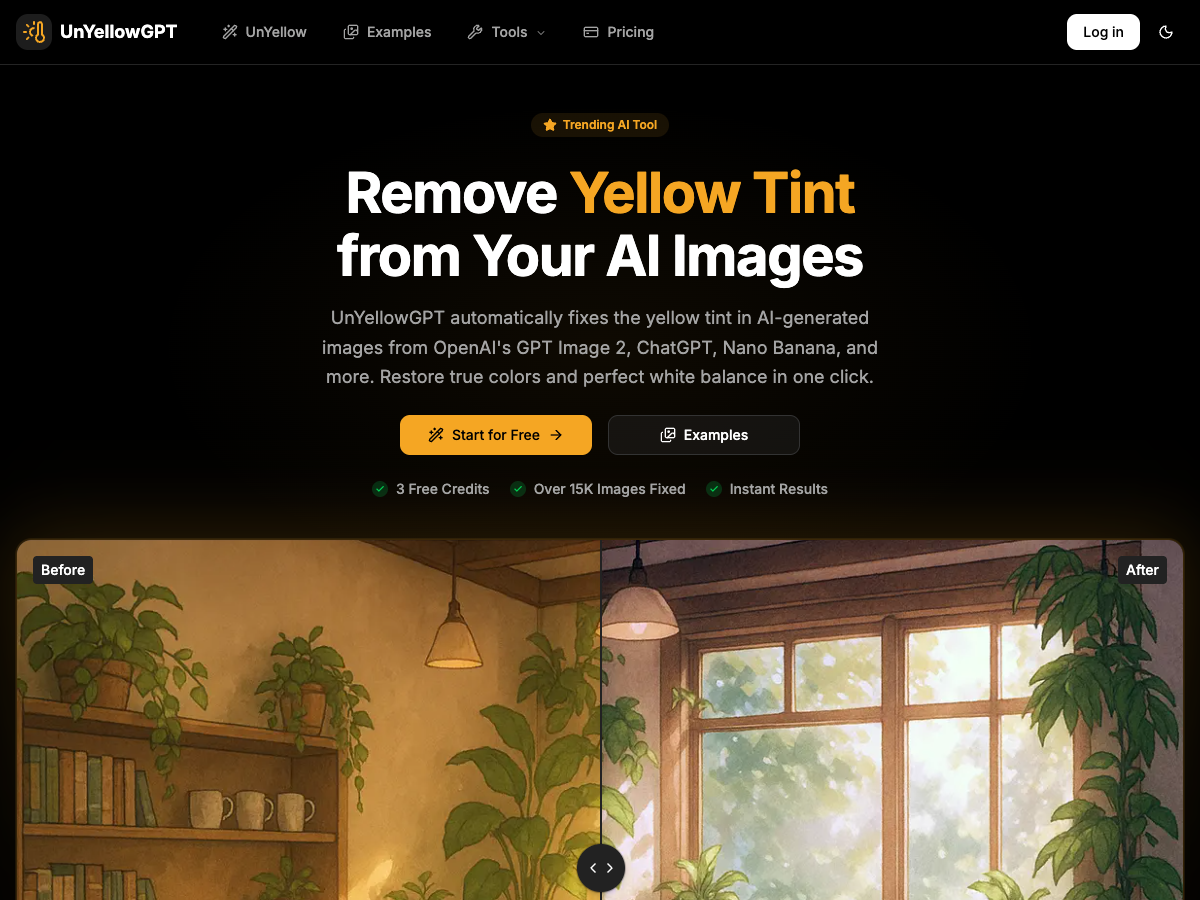 UnYellowGPT
UnYellow
Examples
Tools
Pricing
Log in
Trending AI Tool
Remove Yellow Tint
from Your AI Images
UnYellowGPT automatically fixes the yellow tint in AI-generated
images from OpenAI's GPT Image 2, ChatGPT, Nano Banana, and
more. Restore true colors and perfect white balance in one click.
Start for Free
Examples
3 Free Credits
Over 15K Images Fixed
Instant Results
Before
After